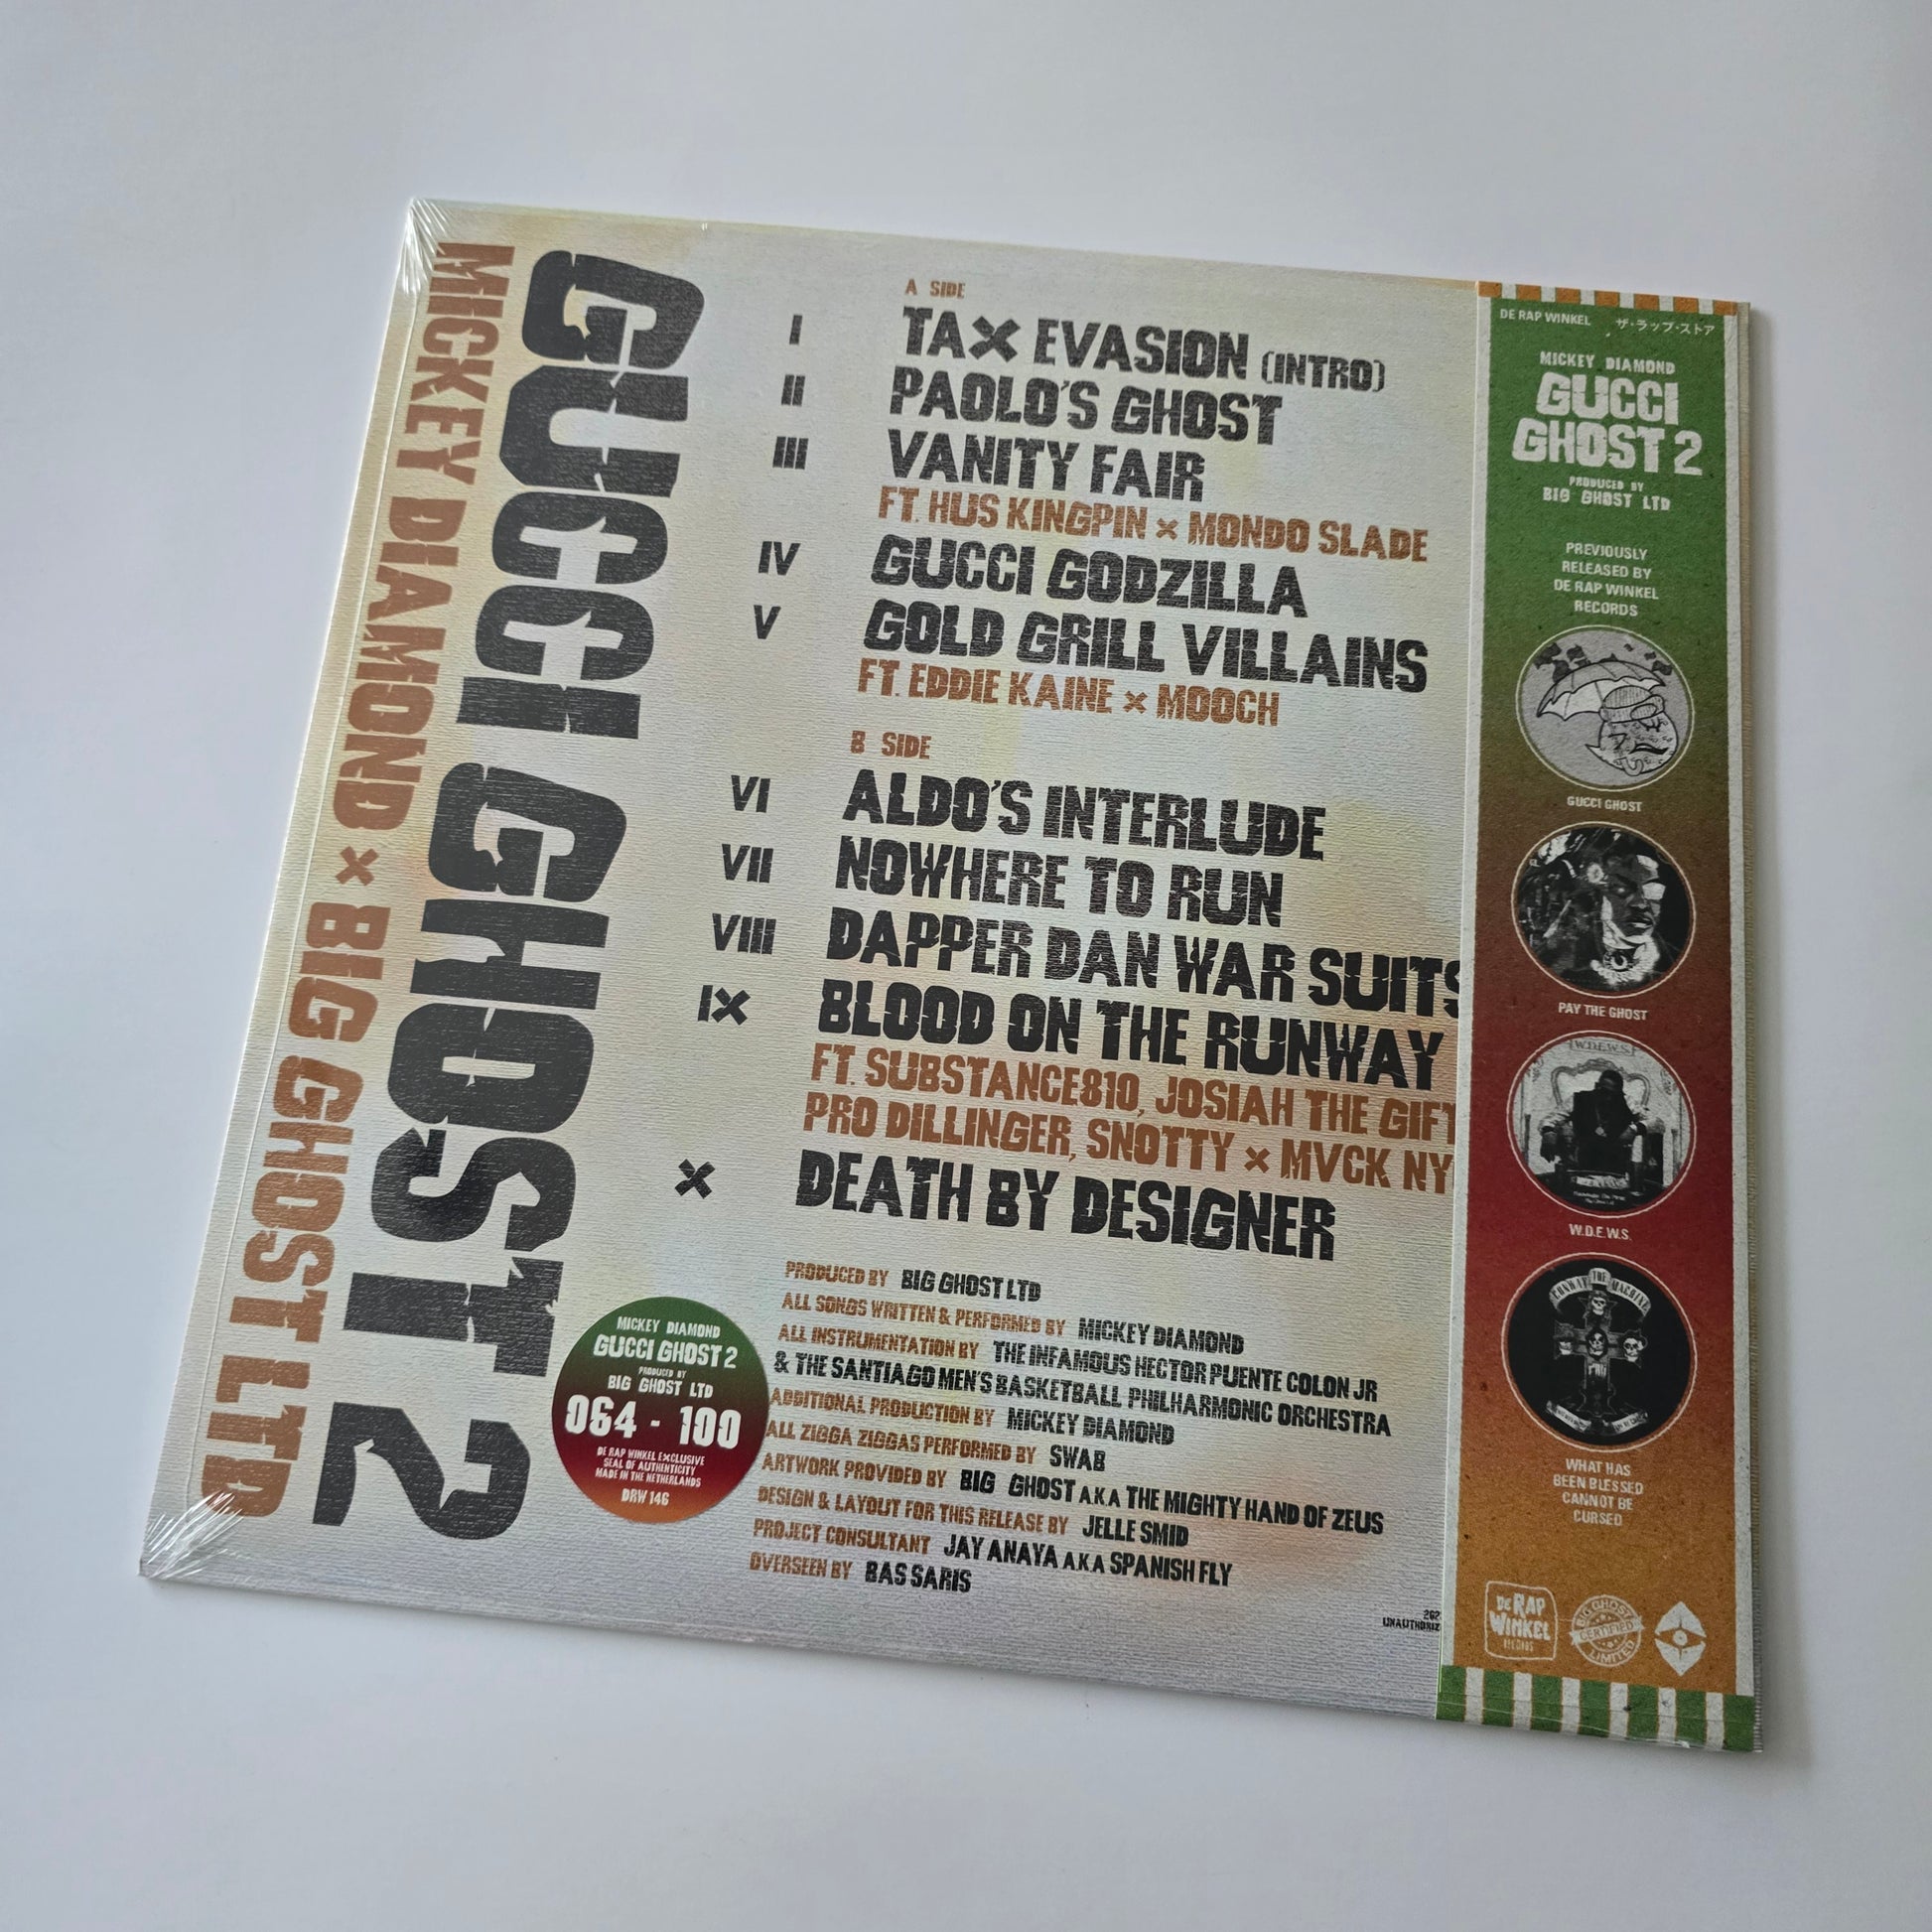 MICKEY DIAMOND × BIG GHOST LTD
GUCCI GHOST 2
A SIDE
I TAX EVASION (INTRO)
II PAOLO'S GHOST
III VANITY FAIR
FT. HUS KINGPIN × MONDO SLADE
IV GUCCI GODZILLA
V GOLD GRILL VILLAINS
FT. EDDIE KAINE × MOOCH
B SIDE
VI ALDO'S INTERLUDE
VII NOWHERE TO RUN
VIII DAPPER DAN WAR SUITS
IX BLOOD ON THE RUNWAY
FT. SUBSTANCE810, JOSIAH THE GIFT
PRO DILLINGER, SNOTTY × MVCK NY
X DEATH BY DESIGNER
PRODUCED BY BIG GHOST LTD
ALL SONGS WRITTEN & PERFORMED BY MICKEY DIAMOND
ALL INSTRUMENTATION BY THE INFAMOUS HECTOR PUENTE COLON JR
& THE SANTIAGO MEN'S BASKETBALL PHILHARMONIC ORCHESTRA
ADDITIONAL PRODUCTION BY MICKEY DIAMOND
ALL ZIGGA ZIGGAS PERFORMED BY SWAB
ARTWORK PROVIDED BY BIG GHOST A.K.A THE MIGHTY HAND OF ZEUS
DESIGN & LAYOUT FOR THIS RELEASE BY JELLE SMID
PROJECT CONSULTANT JAY ANAYA A.K.A SPANISH FLY
OVERSEEN BY BAS SARIS
MICKEY DIAMOND
GUCCI GHOST 2
PRODUCED BY
BIG GHOST LTD
064 - 100
DE RAP WINKEL EXCLUSIVE
SEAL OF AUTHENTICITY
MADE IN THE NETHERLANDS
DRW 146
DE RAP WINKEL ザ・ラップ・ストア
MICKEY DIAMOND
GUCCI
GHOST 2
PRODUCED BY
BIG GHOST LTD
PREVIOUSLY
RELEASED BY
DE RAP WINKEL
RECORDS
GUCCI GHOST
PAY THE GHOST
W.D.E.W.S.
W.D.E.W.S.
CONWAY THE MACHINE
WHAT HAS
BEEN BLESSED
CANNOT BE
CURSED
DE RAP
WINKEL
RECORDS
BIG GHOST
CERTIFIED
LIMITED